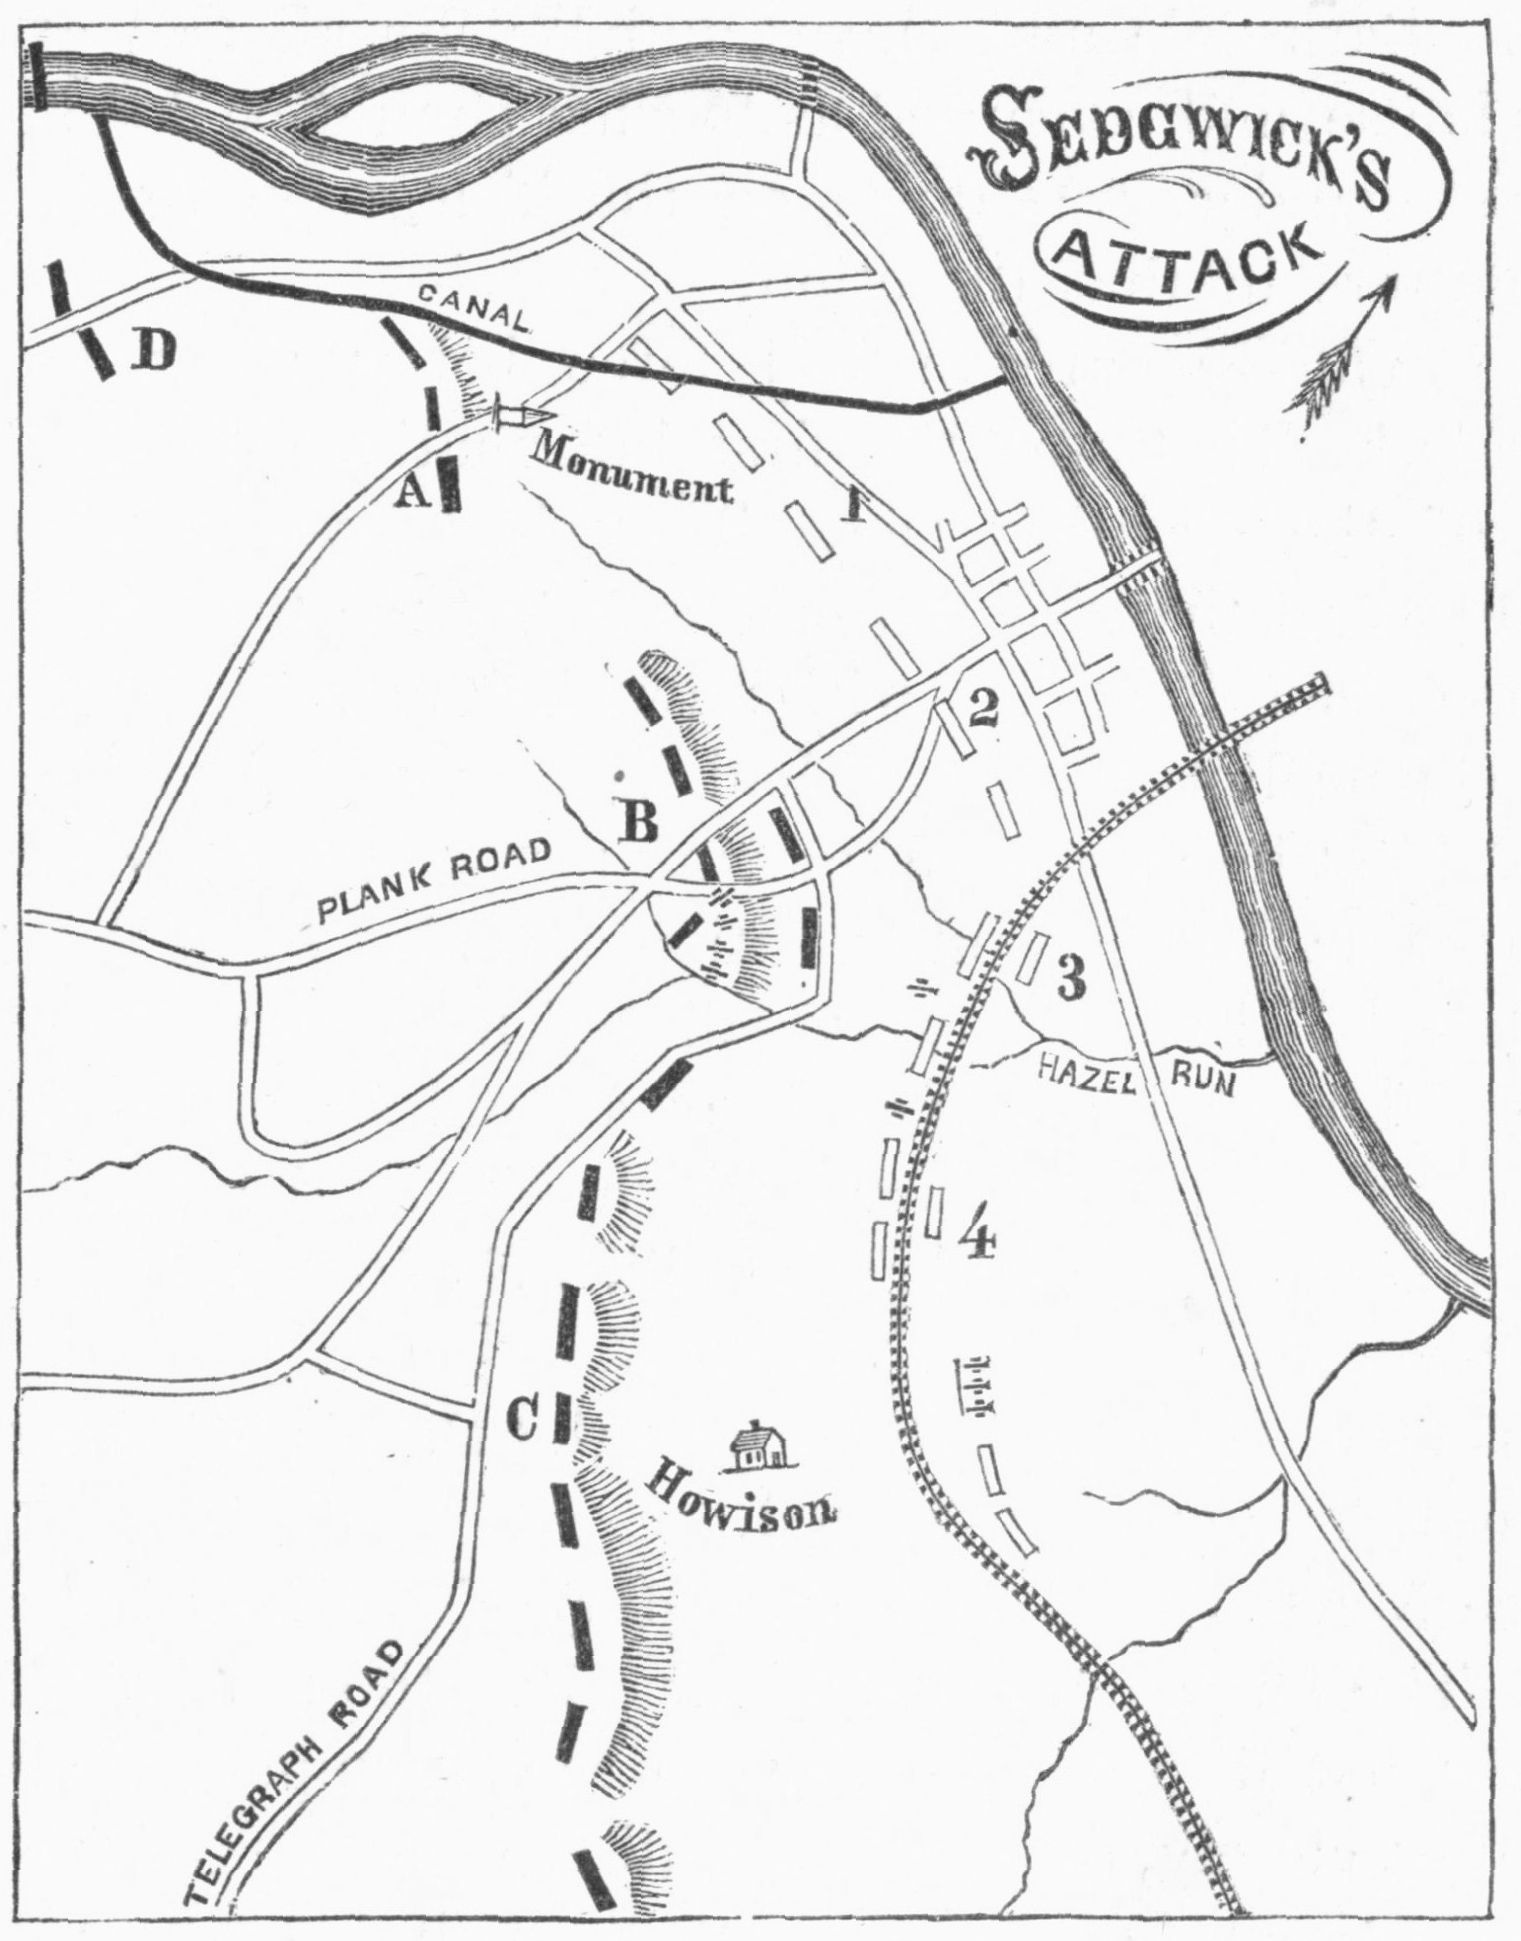 SEDGWICK'S
ATTACK
CANAL
D
Monument
A
1
2
B
PLANK ROAD
3
HAZEL RUN
4
C
Howison
TELEGRAPH ROAD